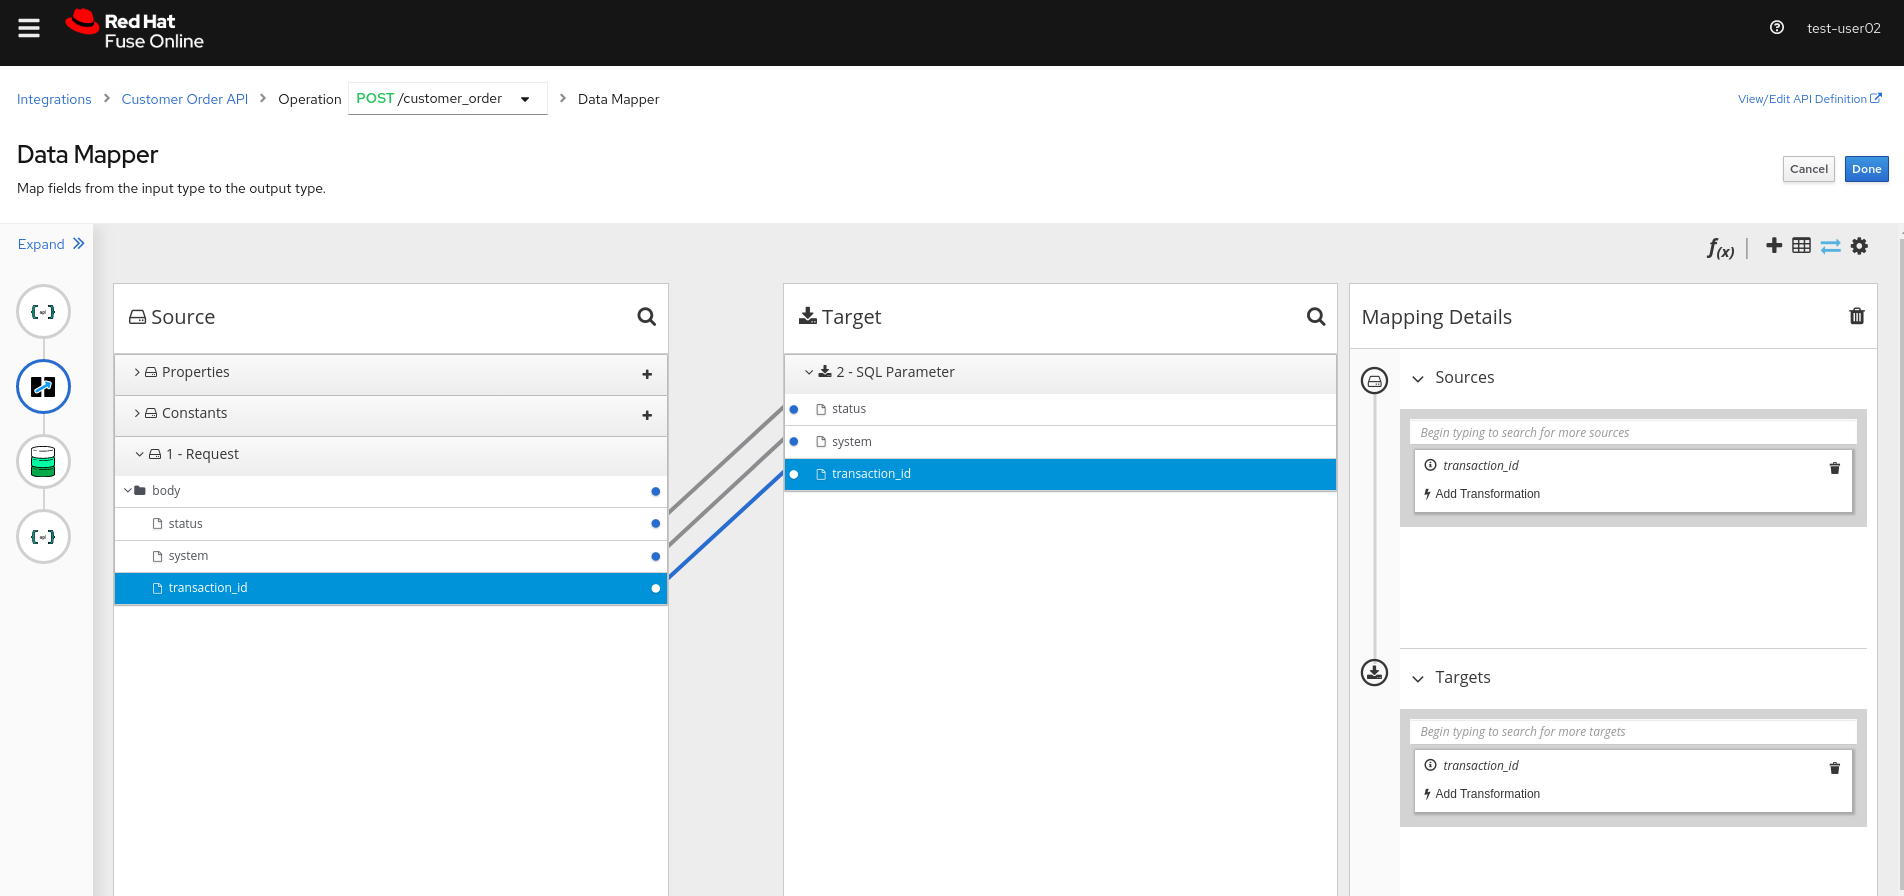 Red Hat
Fuse Online
test-user02
Integrations > Customer Order API > Operation POST /customer_order > Data Mapper
View/Edit API Definition
Data Mapper
Map fields from the input type to the output type.
Cancel
Done
Expand
f(x)
Source
Properties
Constants
1 - Request
body
status
system
transaction_id
Target
2 - SQL Parameter
status
system
transaction_id
Mapping Details
Sources
Begin typing to search for more sources
transaction_id
Add Transformation
Targets
Begin typing to search for more targets
transaction_id
Add Transformation